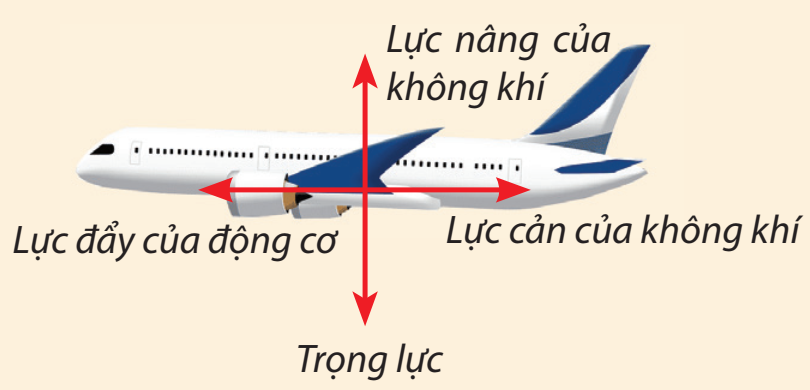 Lực nâng của
không khí
Lực đẩy của động cơ
Lực cản của không khí
Trọng lực